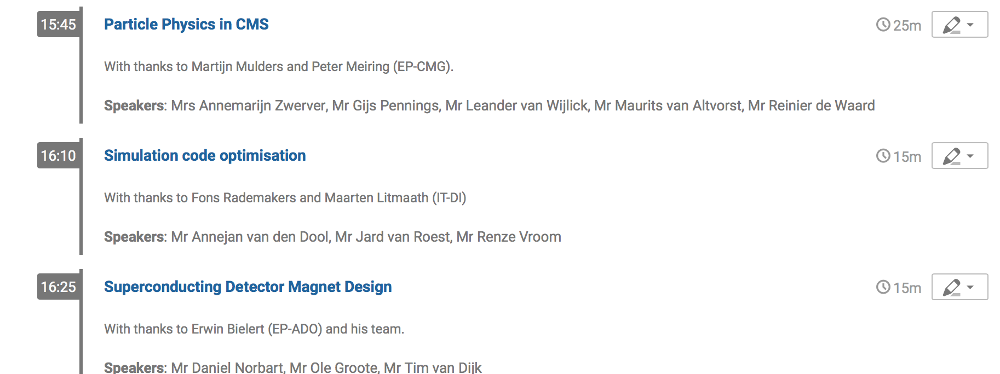 15:45 Particle Physics in CMS 25m
With thanks to Martijn Mulders and Peter Meiring (EP-CMG).
Speakers: Mrs Annemarijn Zwerver, Mr Gijs Pennings, Mr Leander van Wijlick, Mr Maurits van Altvorst, Mr Reinier de Waard
16:10 Simulation code optimisation 15m
With thanks to Fons Rademakers and Maarten Litmaath (IT-DI)
Speakers: Mr Annejan van den Dool, Mr Jard van Roest, Mr Renze Vroom
16:25 Superconducting Detector Magnet Design 15m
With thanks to Erwin Bielert (EP-ADO) and his team.
Speakers: Mr Daniel Norbart, Mr Ole Groote, Mr Tim van Dijk